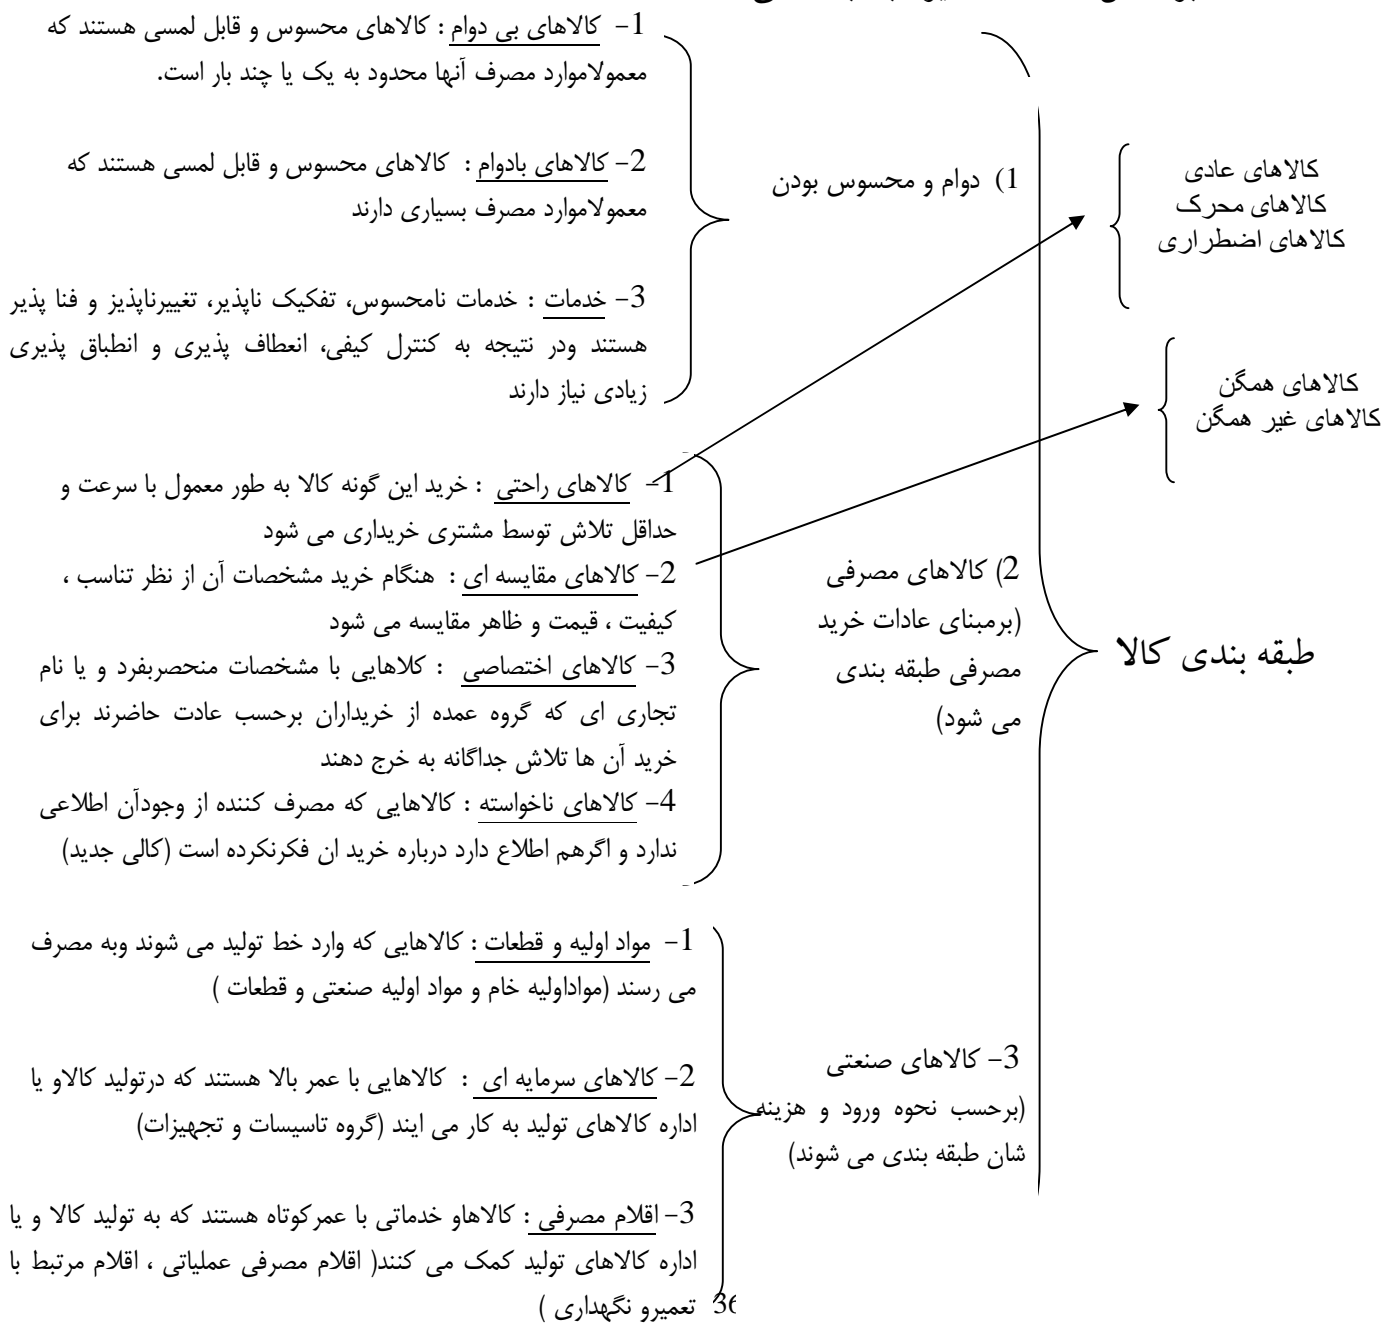 1- کالاهای بی دوام : کالاهای محسوس و قابل لمسی هستند که
معمولاموارد مصرف آنها محدود به یک یا چند بار است.
2- کالاهای بادوام : کالاهای محسوس و قابل لمسی هستند که
معمولاموارد مصرف بسیاری دارند
3- خدمات : خدمات نامحسوس، تفکیک ناپذیر، تغییرناپذیز و فنا پذیر
هستند ودر نتیجه به کنترل کیفی، انعطاف پذیری و انطباق پذیری
زیادی نیاز دارند
1) دوام و محسوس بودن
کالاهای عادی
کالاهای محرک
کالاهای اضطراری
کالاهای همگن
کالاهای غیر همگن
1- کالاهای راحتی : خرید این گونه کالا به طور معمول با سرعت و
حداقل تلاش توسط مشتری خریداری می شود
2- کالاهای مقایسه ای : هنگام خرید مشخصات آن از نظر تناسب ،
کیفیت ، قیمت و ظاهر مقایسه می شود
3- کالاهای اختصاصی : کلاهایی با مشخصات منحصربفرد و یا نام
تجاری ای که گروه عمده از خریداران برحسب عادت حاضرند برای
خرید آن ها تلاش جداگانه به خرج دهند
4- کالاهای ناخواسته : کالاهایی که مصرف کننده از وجودآن اطلاعی
ندارد و اگرهم اطلاع دارد درباره خرید ان فکرنکرده است (کالی جدید)
2) کالاهای مصرفی
(برمبنای عادات خرید
مصرفی طبقه بندی
می شود)
طبقه بندی کالا
1- مواد اولیه و قطعات : کالاهایی که وارد خط تولید می شوند وبه مصرف
می رسند (مواداولیه خام و مواد اولیه صنعتی و قطعات )
2- کالاهای سرمایه ای : کالاهایی با عمر بالا هستند که درتولید کالاو یا
اداره کالاهای تولید به کار می ایند (گروه تاسیسات و تجهیزات)
3- اقلام مصرفی : کالاهاو خدماتی با عمرکوتاه هستند که به تولید کالا و یا
اداره کالاهای تولید کمک می کنند( اقلام مصرفی عملیاتی ، اقلام مرتبط با
تعمیرو نگهداری )
3- کالاهای صنعتی
(برحسب نحوه ورود و هزینه
شان طبقه بندی می شوند)
36